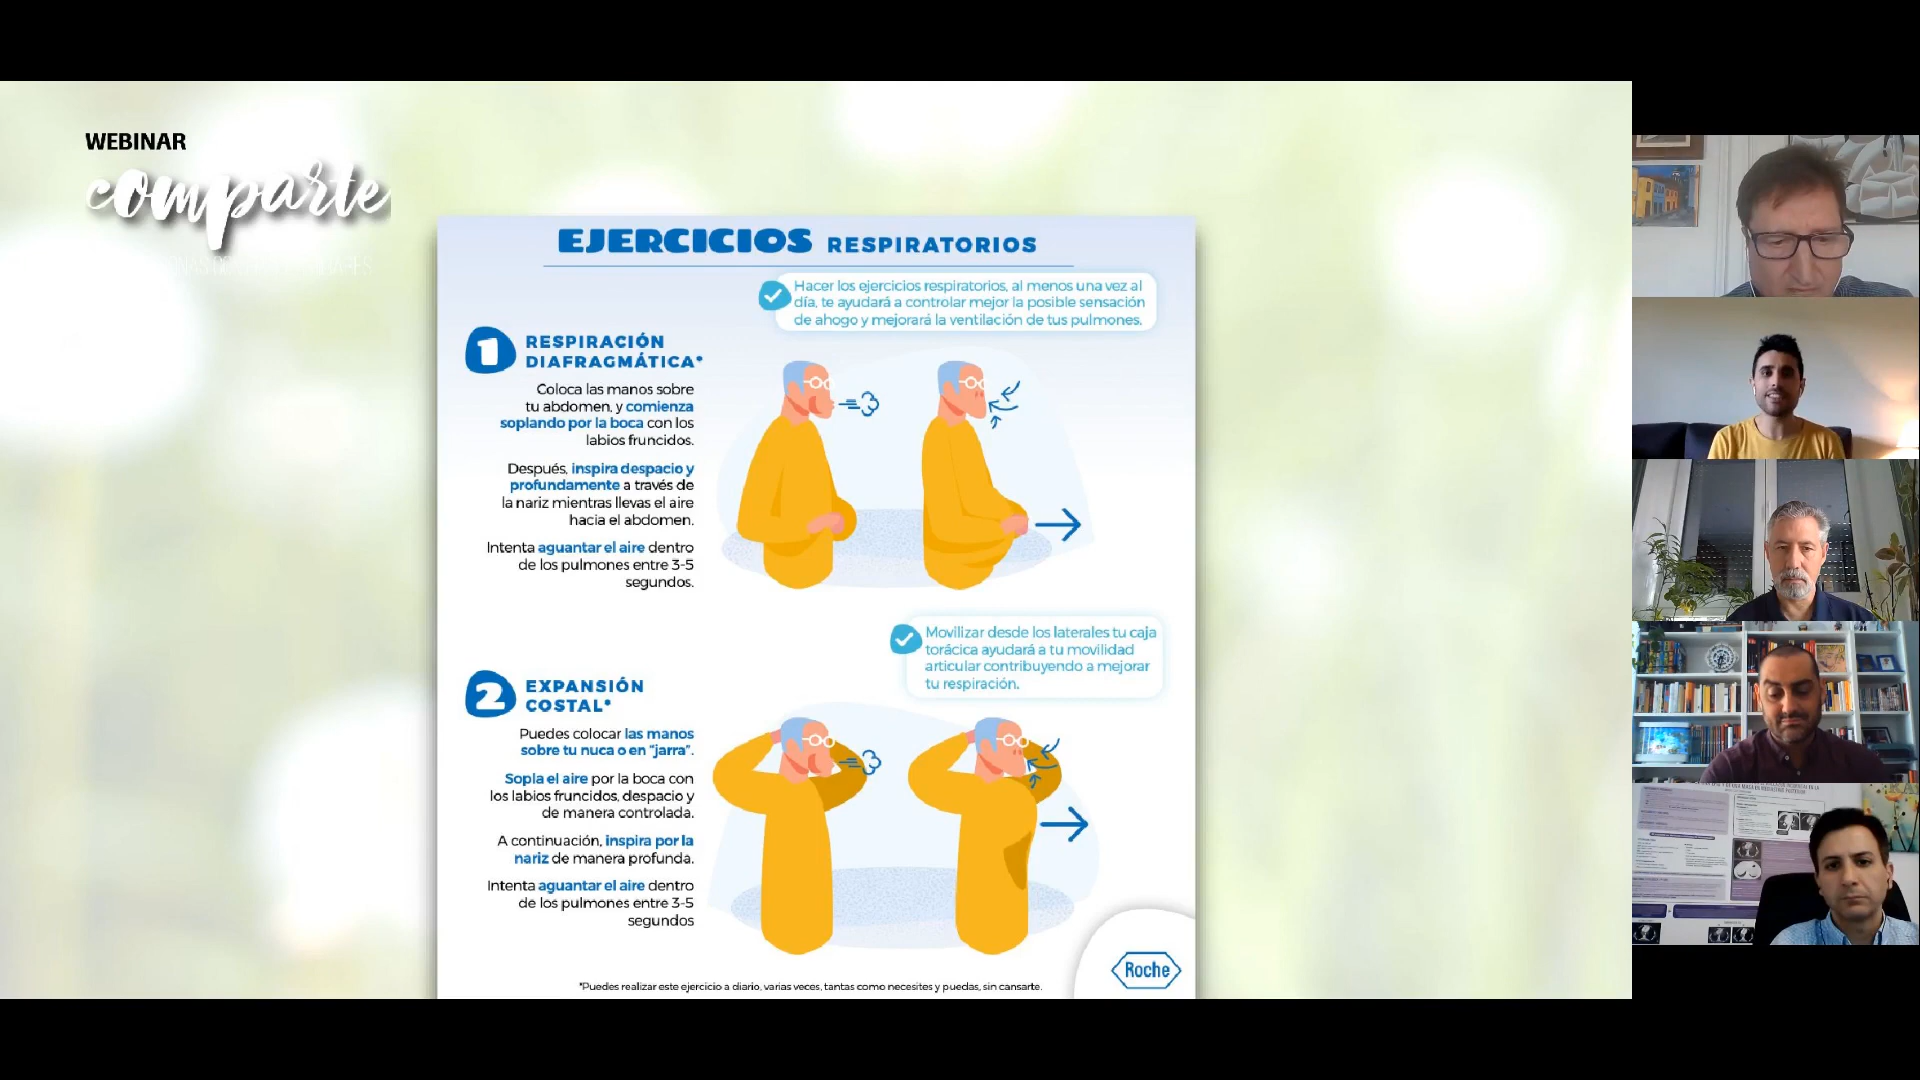 WEBINAR
comparte
EJERCICIOS RESPIRATORIOS
Hacer los ejercicios respiratorios, al menos una vez al
día, te ayudará a controlar mejor la posible sensación
de ahogo y mejorará la ventilación de tus pulmones.
1 RESPIRACIÓN
DIAFRAGMÁTICA*
Coloca las manos sobre
tu abdomen, y comienza
soplando por la boca con los
labios fruncidos.
Después, inspira despacio y
profundamente a través de
la nariz mientras llevas el aire
hacia el abdomen.
Intenta aguantar el aire dentro
de los pulmones entre 3-5
segundos.
Movilizar desde los laterales tu caja
torácica ayudará a tu movilidad
articular contribuyendo a mejorar
tu respiración.
2 EXPANSIÓN
COSTAL*
Puedes colocar las manos
sobre tu nuca o en "jarra".
Sopla el aire por la boca con
los labios fruncidos, despacio y
de manera controlada.
A continuación, inspira por la
nariz de manera profunda.
Intenta aguantar el aire dentro
de los pulmones entre 3-5
segundos
Roche
*Puedes realizar este ejercicio a diario, varias veces, tantas como necesites y puedas, sin cansarte.